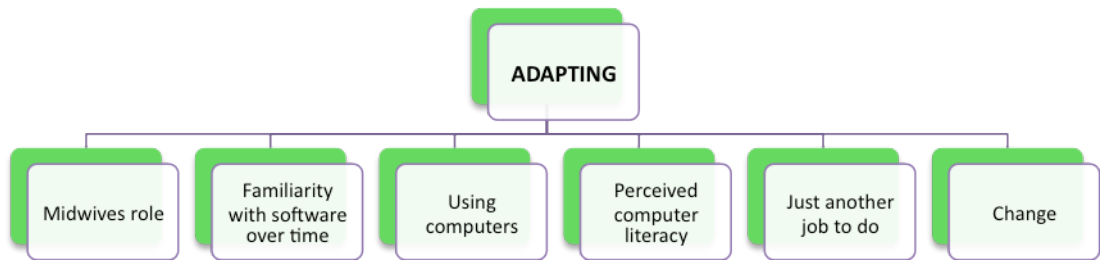 ADAPTING
Midwives role
Familiarity
with software
over time
Using
computers
Perceived
computer
literacy
Just another
job to do
Change